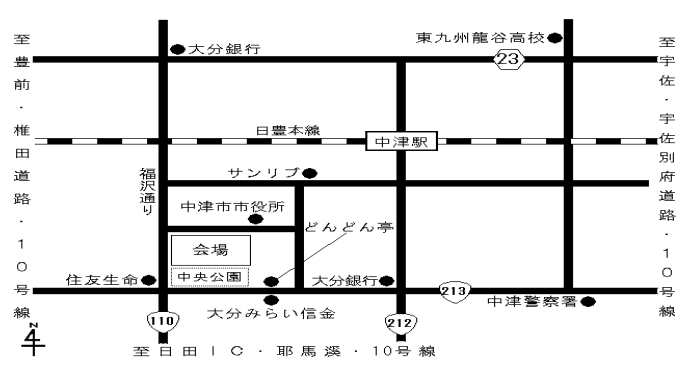 東九州龍谷高校
大分銀行
23
至豊前・椎田道路・10号線
至宇佐・宇佐別府道路・10号線
日豊本線
中津駅
福沢通り
サンリブ
中津市市役所
どんどん亭
会場
中央公園
住友生命
大分銀行
213
中津警察署
大分みらい信金
110
212
N
4
至日田IC・耶馬溪・10号線